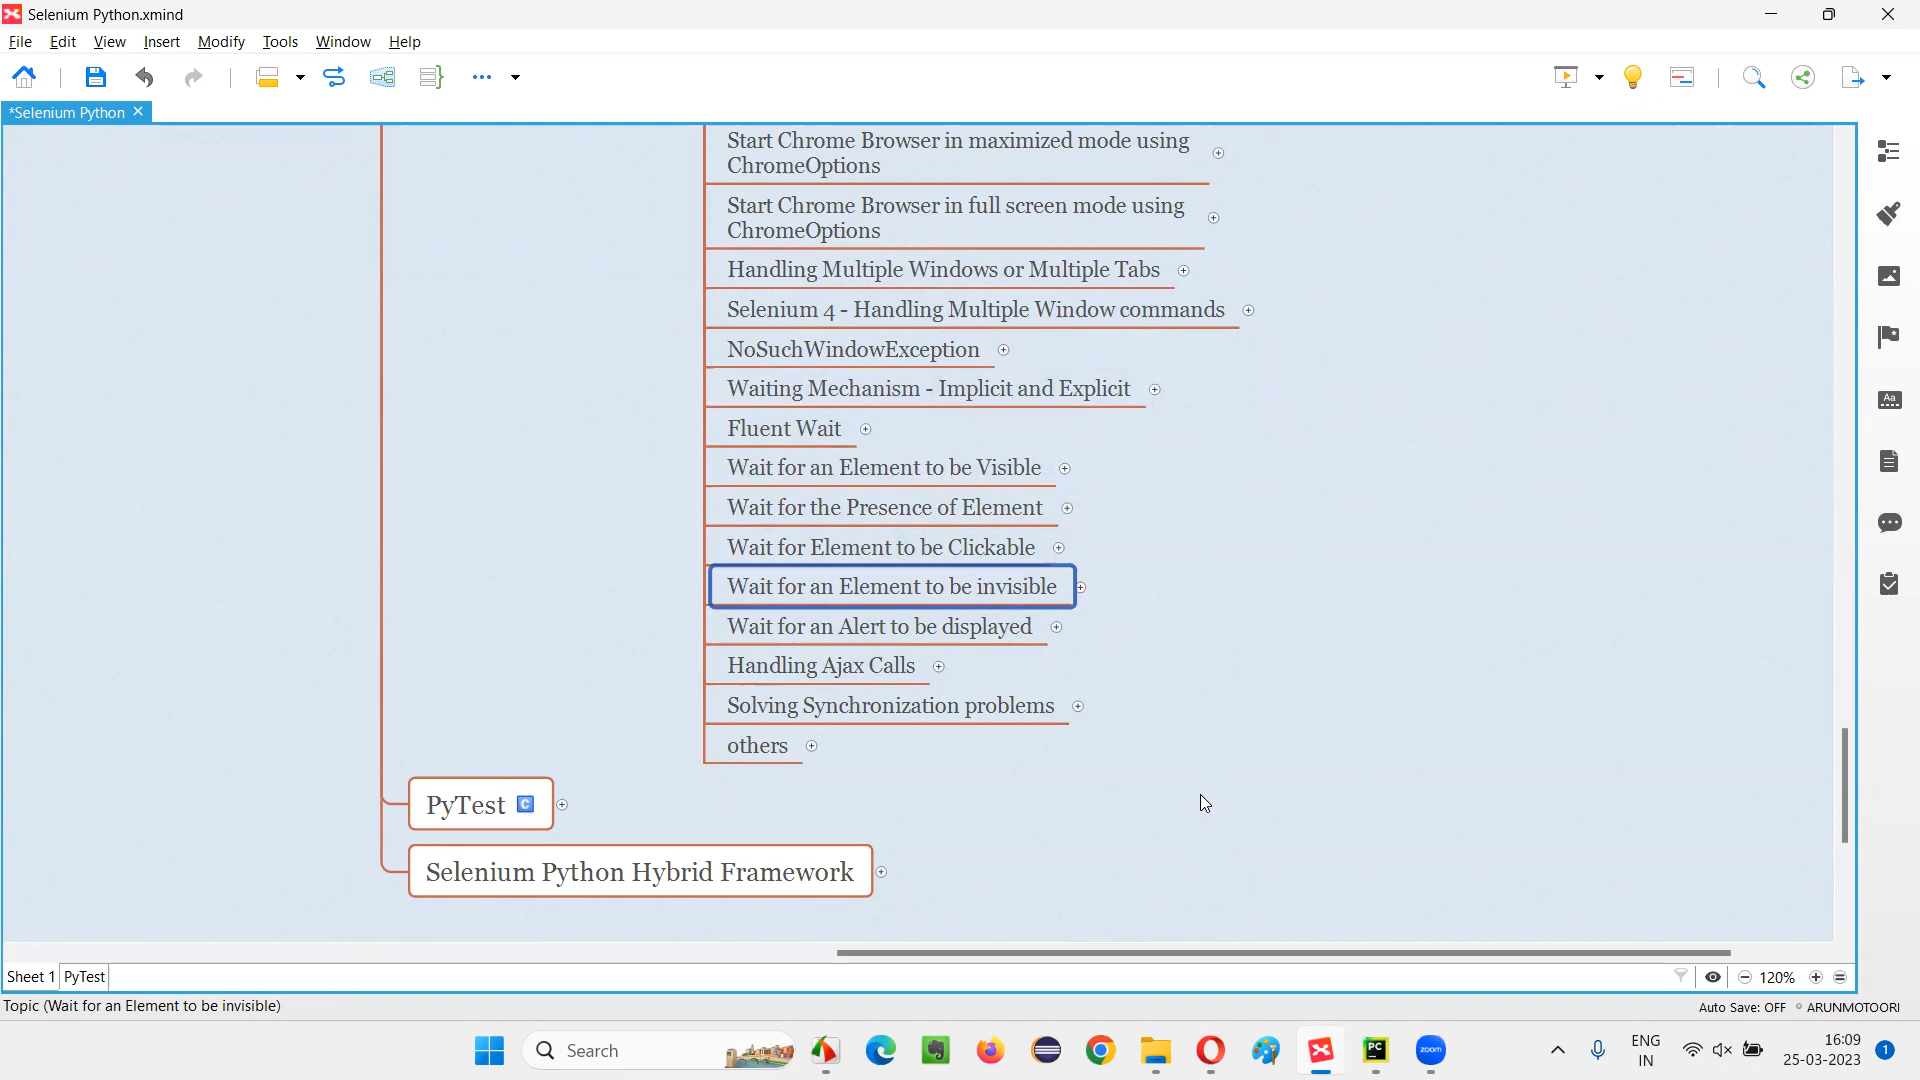 Selenium Python.xmind
File Edit View Insert Modify Tools Window Help
*Selenium Python
Start Chrome Browser in maximized mode using
ChromeOptions
Start Chrome Browser in full screen mode using
ChromeOptions
Handling Multiple Windows or Multiple Tabs
Selenium 4 - Handling Multiple Window commands
NoSuchWindowException
Waiting Mechanism - Implicit and Explicit
Fluent Wait
Wait for an Element to be Visible
Wait for the Presence of Element
Wait for Element to be Clickable
Wait for an Element to be invisible
Wait for an Alert to be displayed
Handling Ajax Calls
Solving Synchronization problems
others
PyTest C
Selenium Python Hybrid Framework
Aa
Sheet 1 PyTest
120%
Topic (Wait for an Element to be invisible)
Auto Save: OFF ARUNMOTOORI
Search
PC
zoom
ENG
IN
16:09
25-03-2023
1